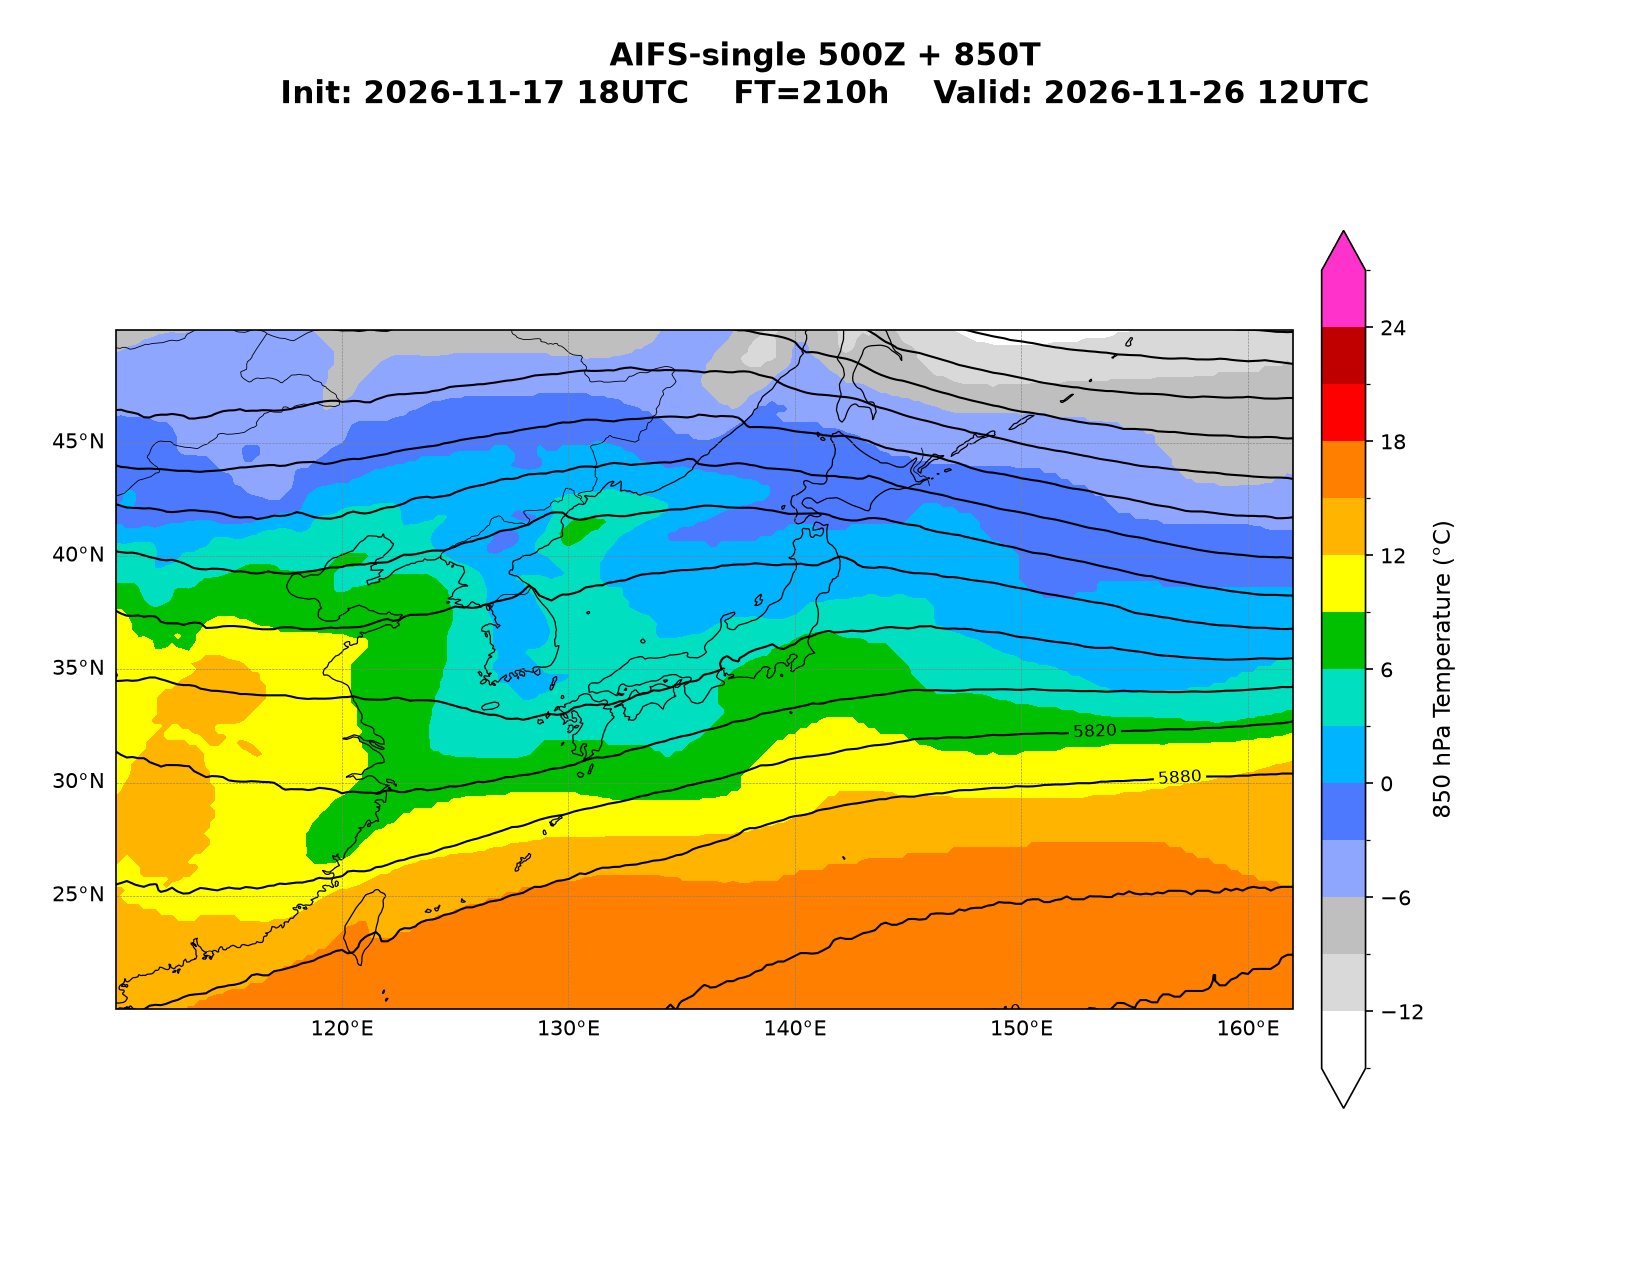 AIFS-single 500Z + 850T
Init: 2026-11-17 18UTC    FT=210h    Valid: 2026-11-26 12UTC
24
18
12
6
0
−6
−12
850 hPa Temperature (°C)
45°N
40°N
35°N
30°N
25°N
5820
5880
120°E
130°E
140°E
150°E
160°E